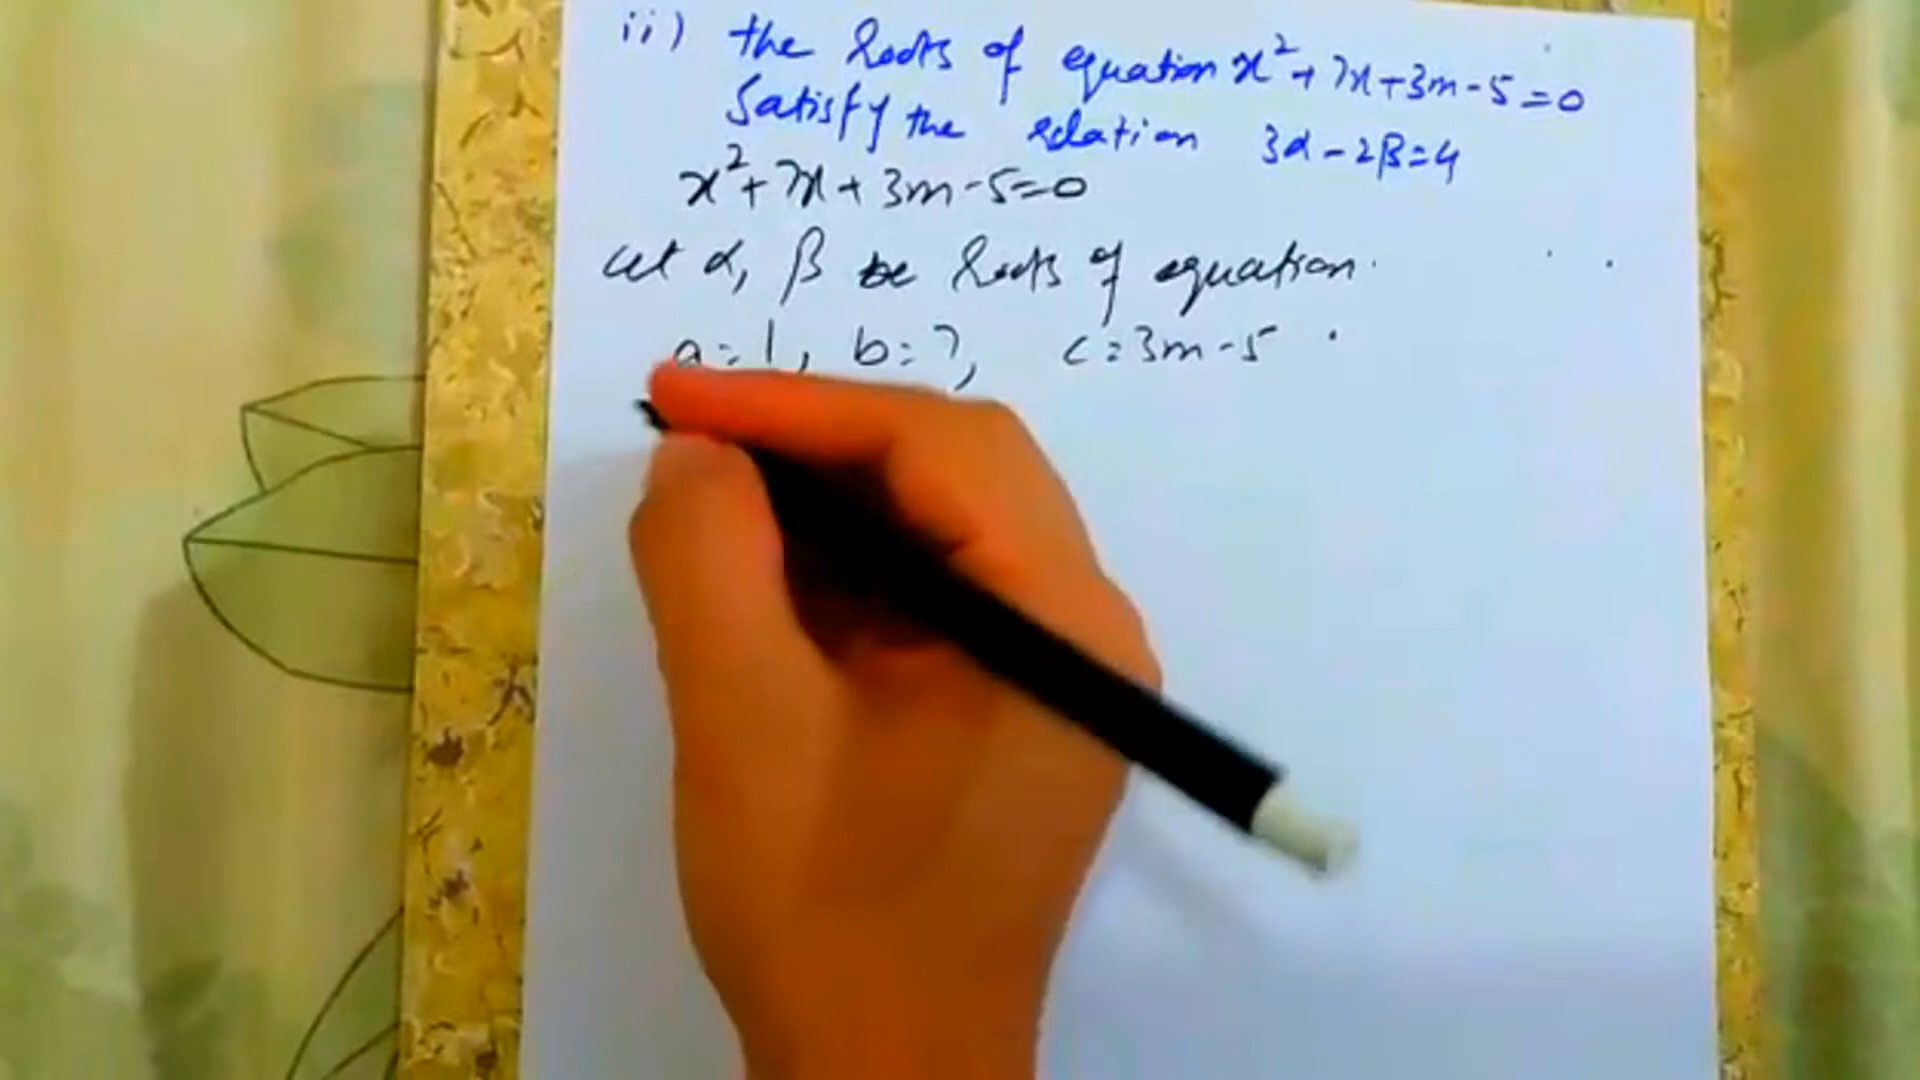 ii) the Roots of equation x²+7x+3m-5=0
Satisfy the relation 3α-2β=4
x²+7x+3m-5=0
let α, β be Roots of equation.
a=1, b=7, c=3m-5